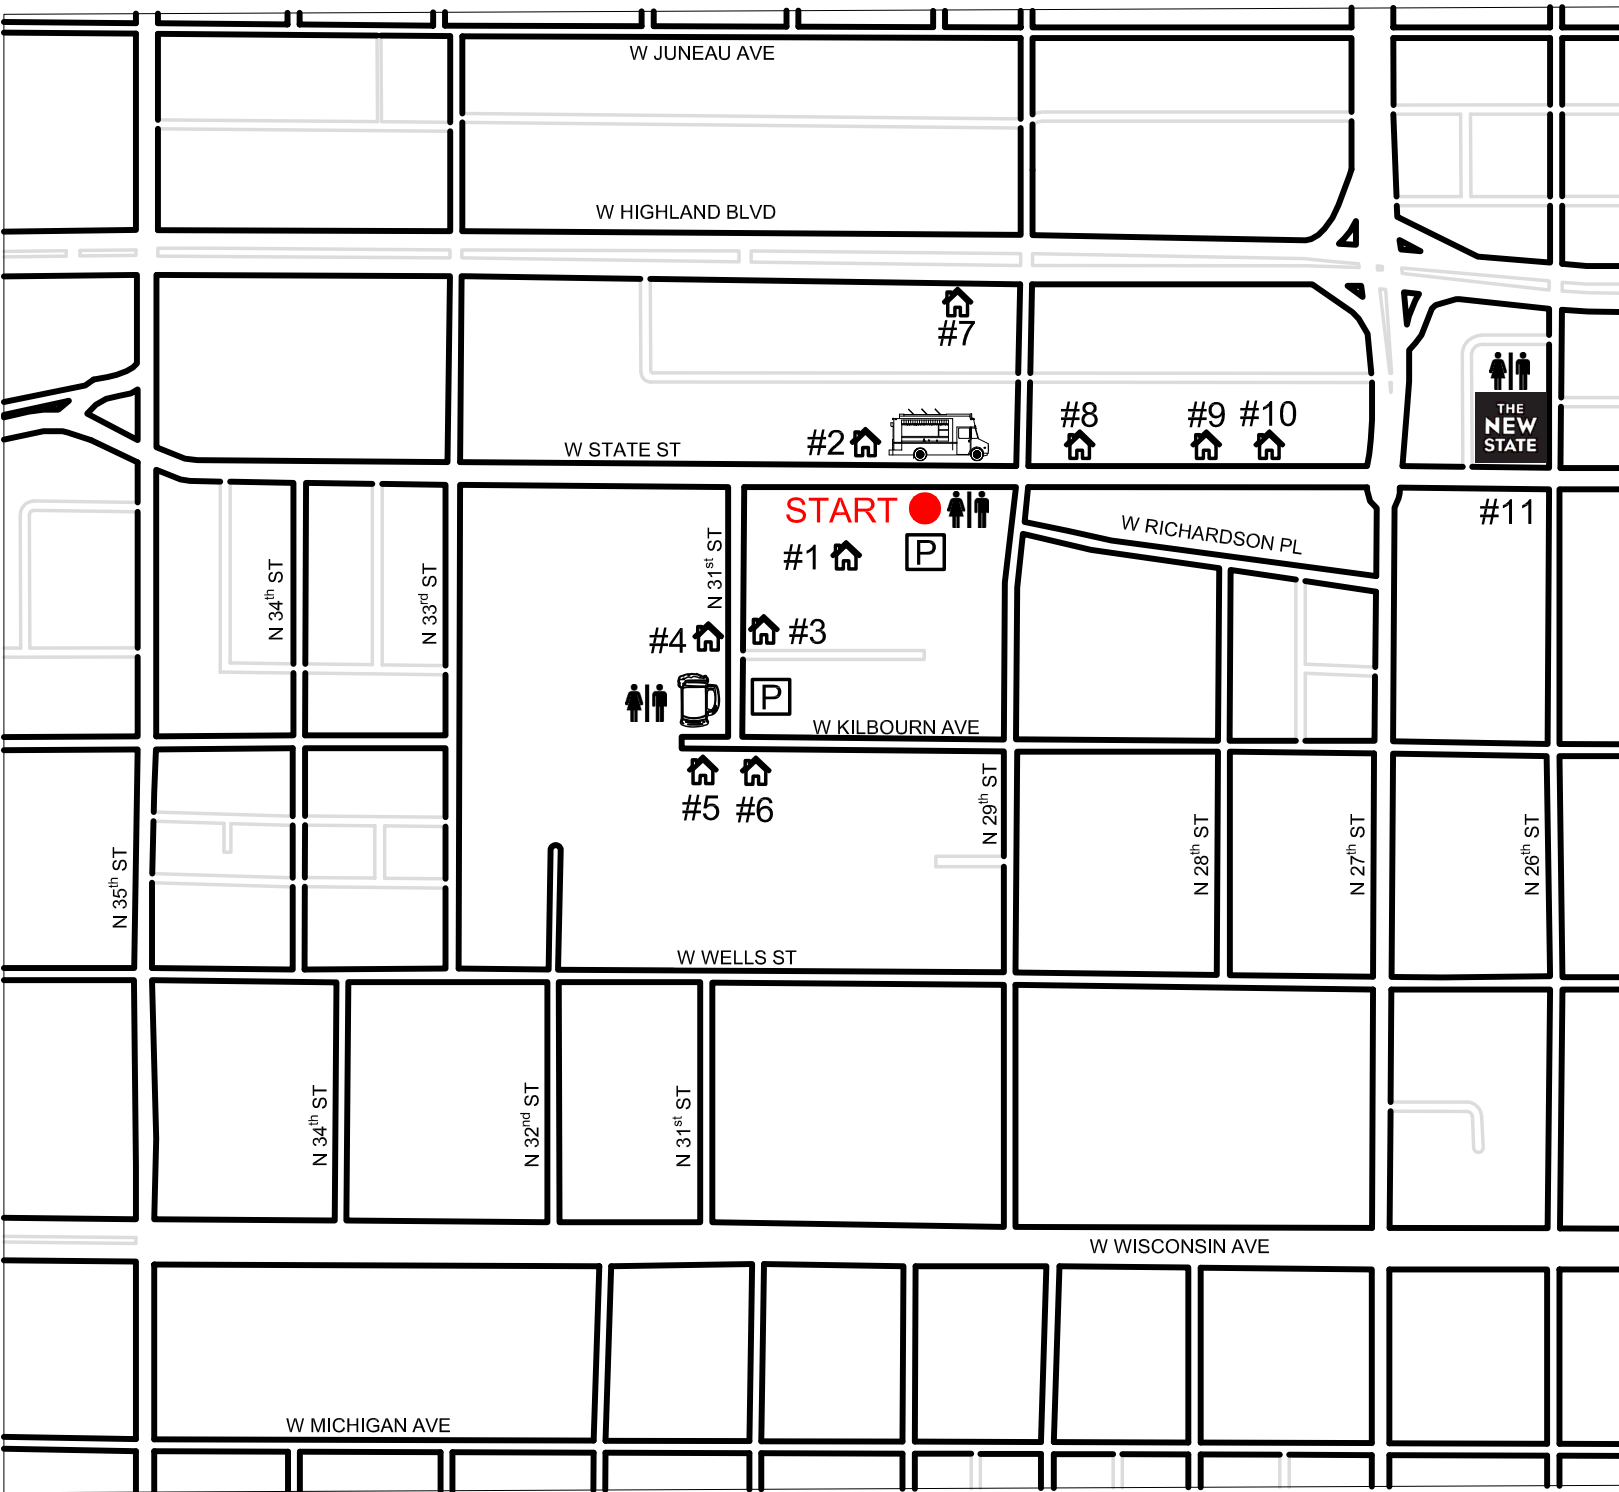 W JUNEAU AVE
W HIGHLAND BLVD
#7
#8
#9
#10
#2
W STATE ST
THE
NEW
STATE
START
#11
W RICHARDSON PL
#1
P
N 31st ST
N 34th ST
N 33rd ST
#4
#3
P
W KILBOURN AVE
#5
#6
N 29th ST
N 28th ST
N 27th ST
N 26th ST
N 35th ST
W WELLS ST
N 34th ST
N 32nd ST
N 31st ST
W WISCONSIN AVE
W MICHIGAN AVE